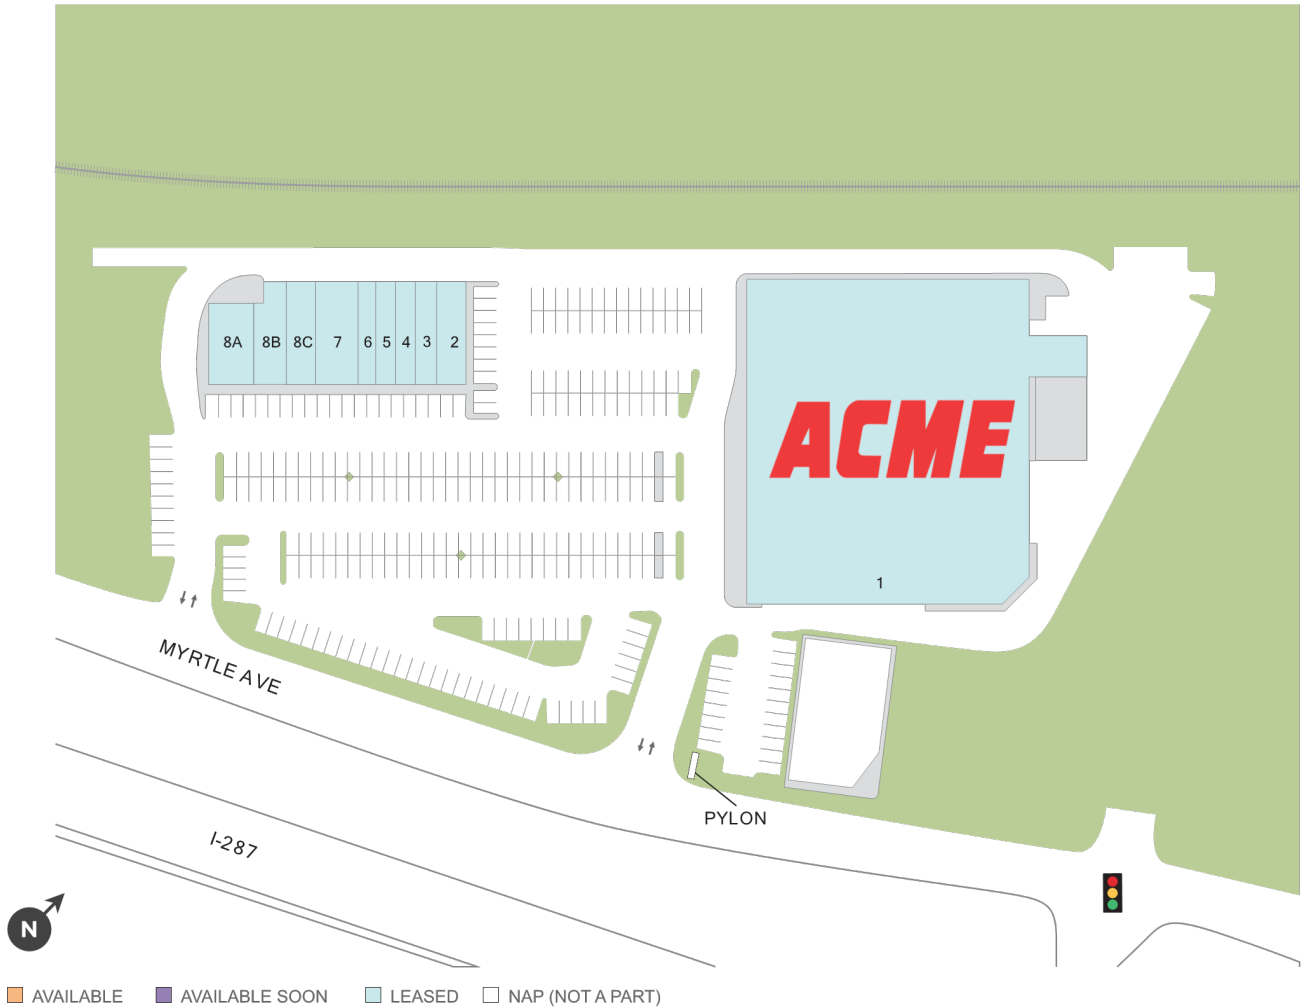 8A 8B 8C 7 6 5 4 3 2
ACME
1
MYRTLE AVE
PYLON
I-287
N
AVAILABLE AVAILABLE SOON LEASED NAP (NOT A PART)